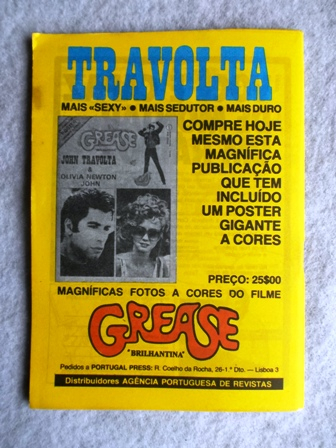 TRAVOLTA
MAIS «SEXY» ● MAIS SEDUTOR ● MAIS DURO
GREASE
JOHN TRAVOLTA
&
OLIVIA NEWTON
JOHN
COMPRE HOJE
MESMO ESTA
MAGNÍFICA
PUBLICAÇÃO
QUE TEM
INCLUÍDO
UM POSTER
GIGANTE
A CORES
PREÇO: 25$00
MAGNÍFICAS FOTOS A CORES DO FILME
GREASE
"BRILHANTINA"
Pedidos a PORTUGAL PRESS: R. Coelho da Rocha, 26-1.º Dto. — Lisboa 3
Distribuidores AGÊNCIA PORTUGUESA DE REVISTAS